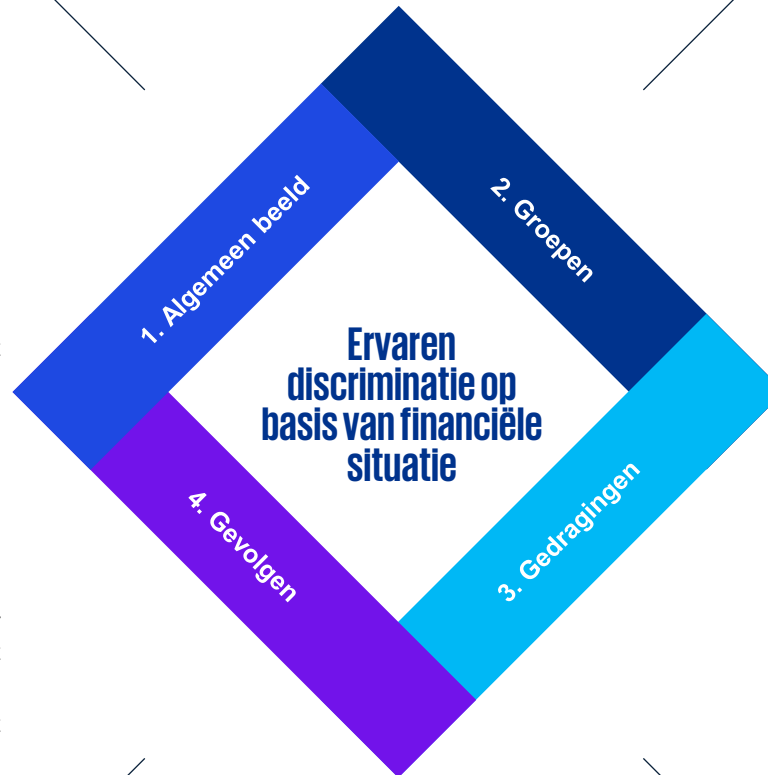 1. Algemeen beeld
2. Groepen
Ervaren
discriminatie op
basis van financiële
situatie
3. Gedragingen
4. Gevolgen